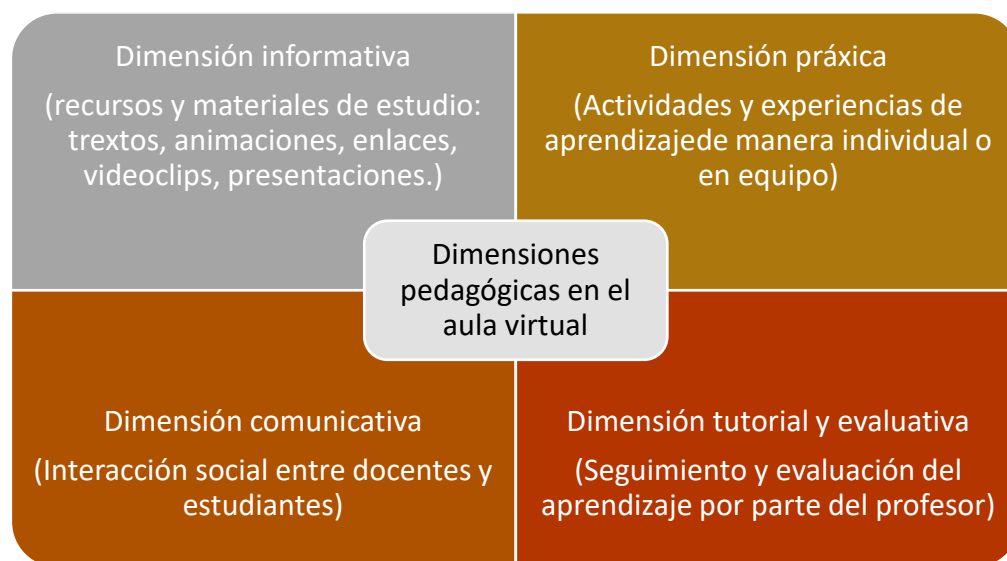 Dimensión informativa
(recursos y materiales de estudio:
trextos, animaciones, enlaces,
videoclips, presentaciones.)
Dimensión práxica
(Actividades y experiencias de
aprendizajede manera individual o
en equipo)
Dimensiones
pedagógicas en el
aula virtual
Dimensión comunicativa
(Interacción social entre docentes y
estudiantes)
Dimensión tutorial y evaluativa
(Seguimiento y evaluación del
aprendizaje por parte del profesor)